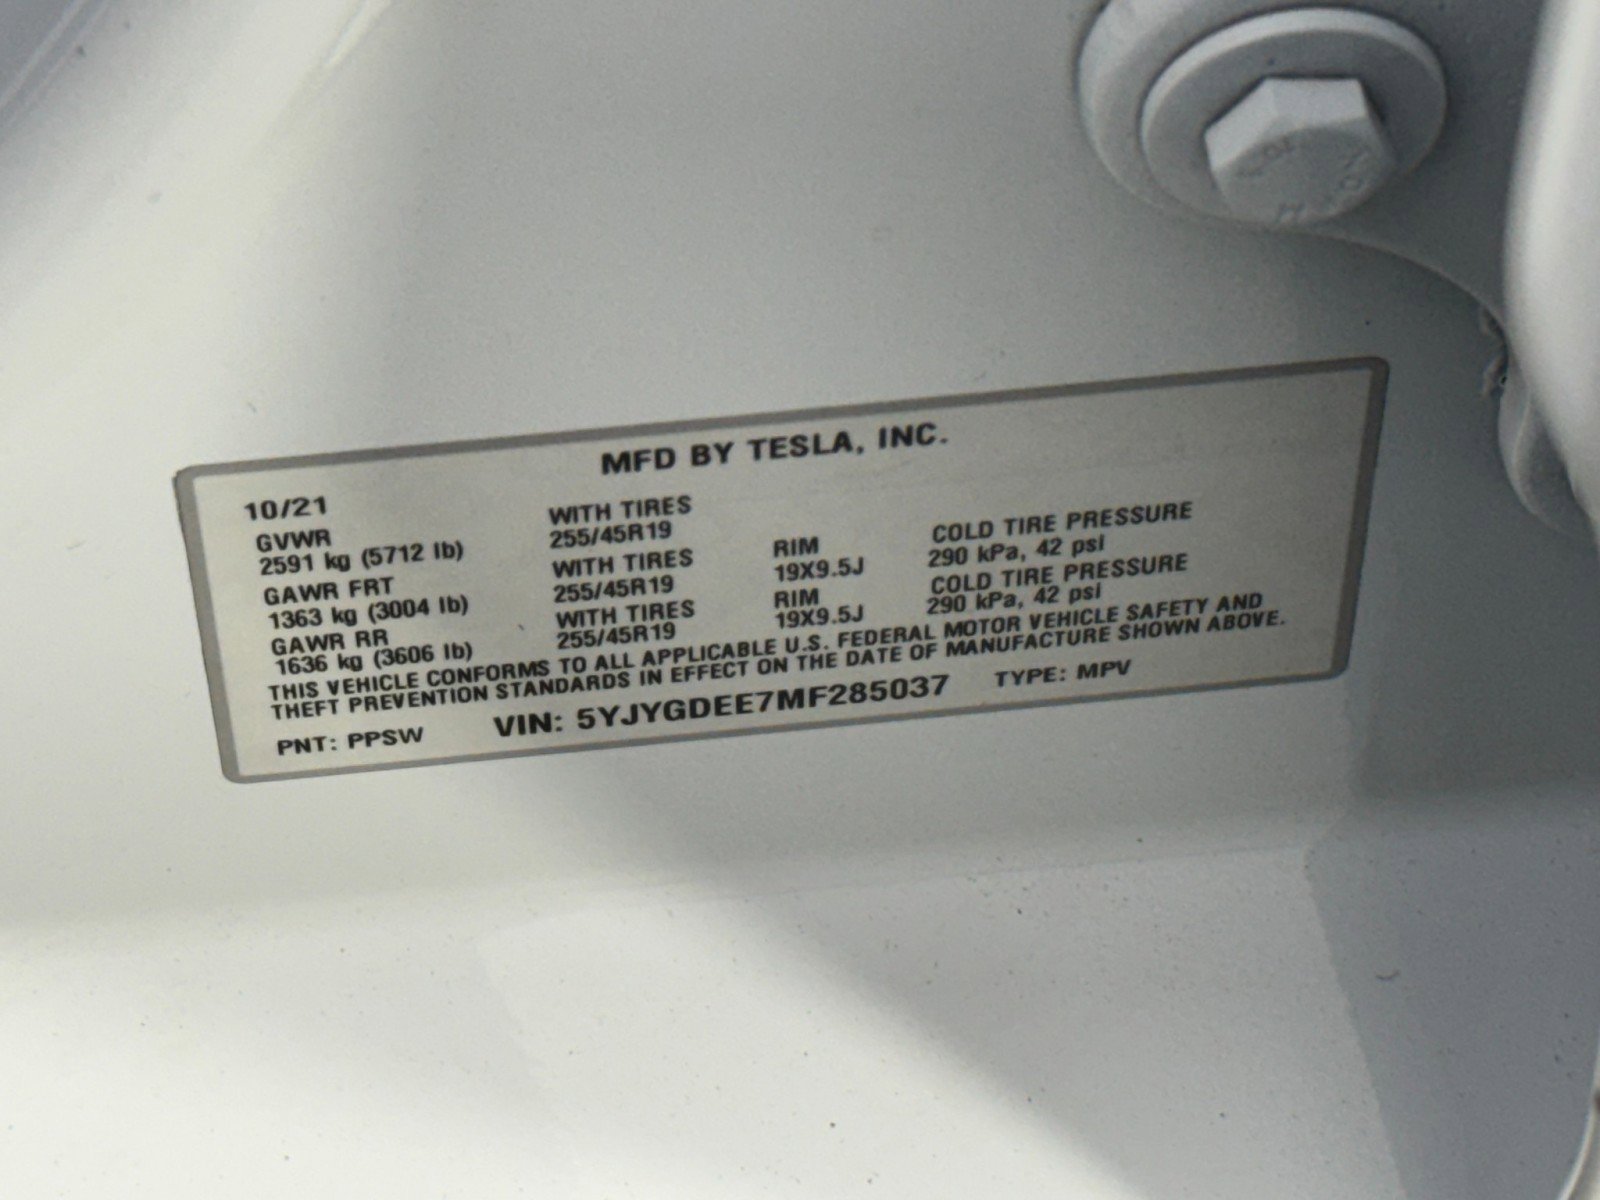 MFD BY TESLA, INC.
10/21
GVWR WITH TIRES
2591 kg (5712 lb) 255/45R19
GAWR FRT WITH TIRES RIM COLD TIRE PRESSURE
1363 kg (3004 lb) 255/45R19 19X9.5J 290 kPa, 42 psi
GAWR RR WITH TIRES RIM COLD TIRE PRESSURE
1636 kg (3606 lb) 255/45R19 19X9.5J 290 kPa, 42 psi
THIS VEHICLE CONFORMS TO ALL APPLICABLE U.S. FEDERAL MOTOR VEHICLE SAFETY AND
THEFT PREVENTION STANDARDS IN EFFECT ON THE DATE OF MANUFACTURE SHOWN ABOVE.
PNT: PPSW VIN: 5YJYGDEE7MF285037 TYPE: MPV